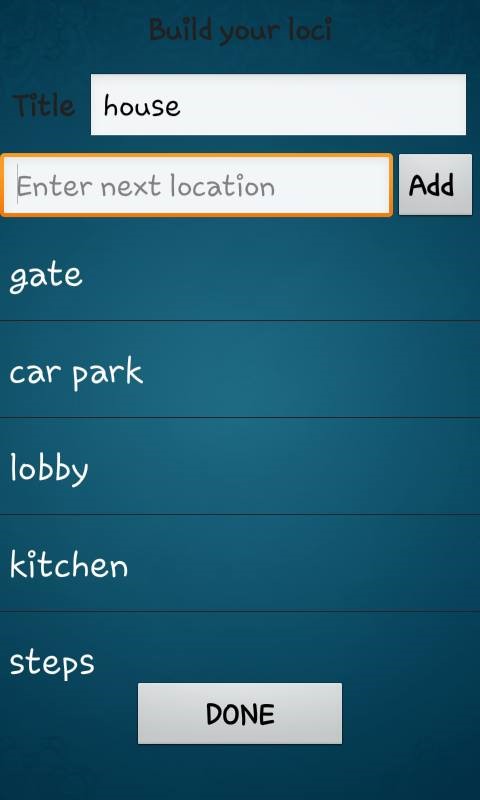 Build your loci
Title house
Enter next location Add
gate
car park
lobby
kitchen
steps
DONE